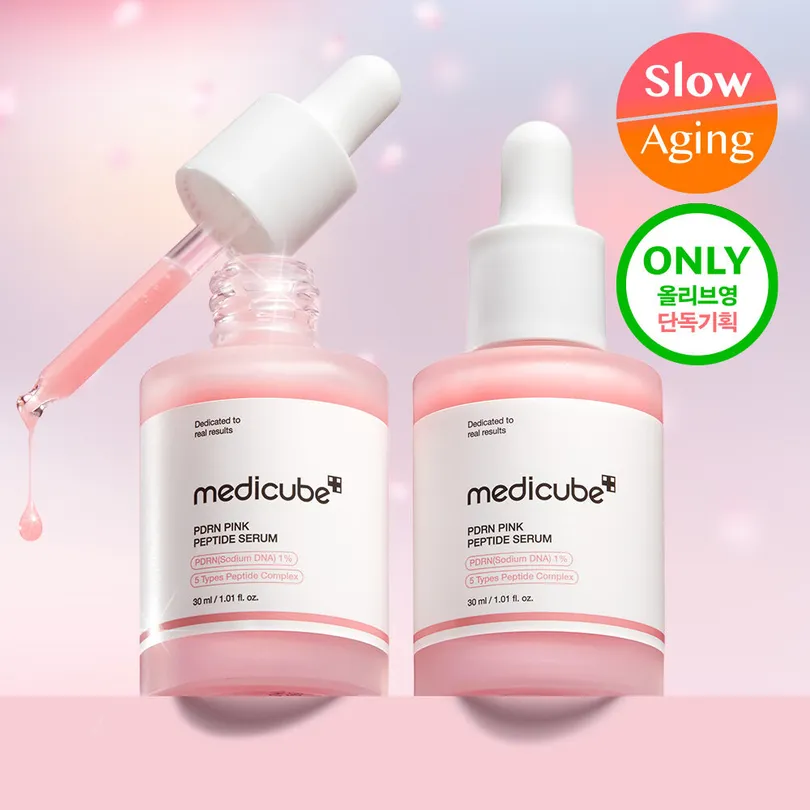 Slow
Aging
ONLY
올리브영
단독기획
Dedicated to
real results
medicube
PDRN PINK
PEPTIDE SERUM
PDRN(Sodium DNA) 1%
5 Types Peptide Complex
30 ml / 1.01 fl. oz.
Dedicated to
real results
medicube
PDRN PINK
PEPTIDE SERUM
PDRN(Sodium DNA) 1%
5 Types Peptide Complex
30 ml / 1.01 fl. oz.